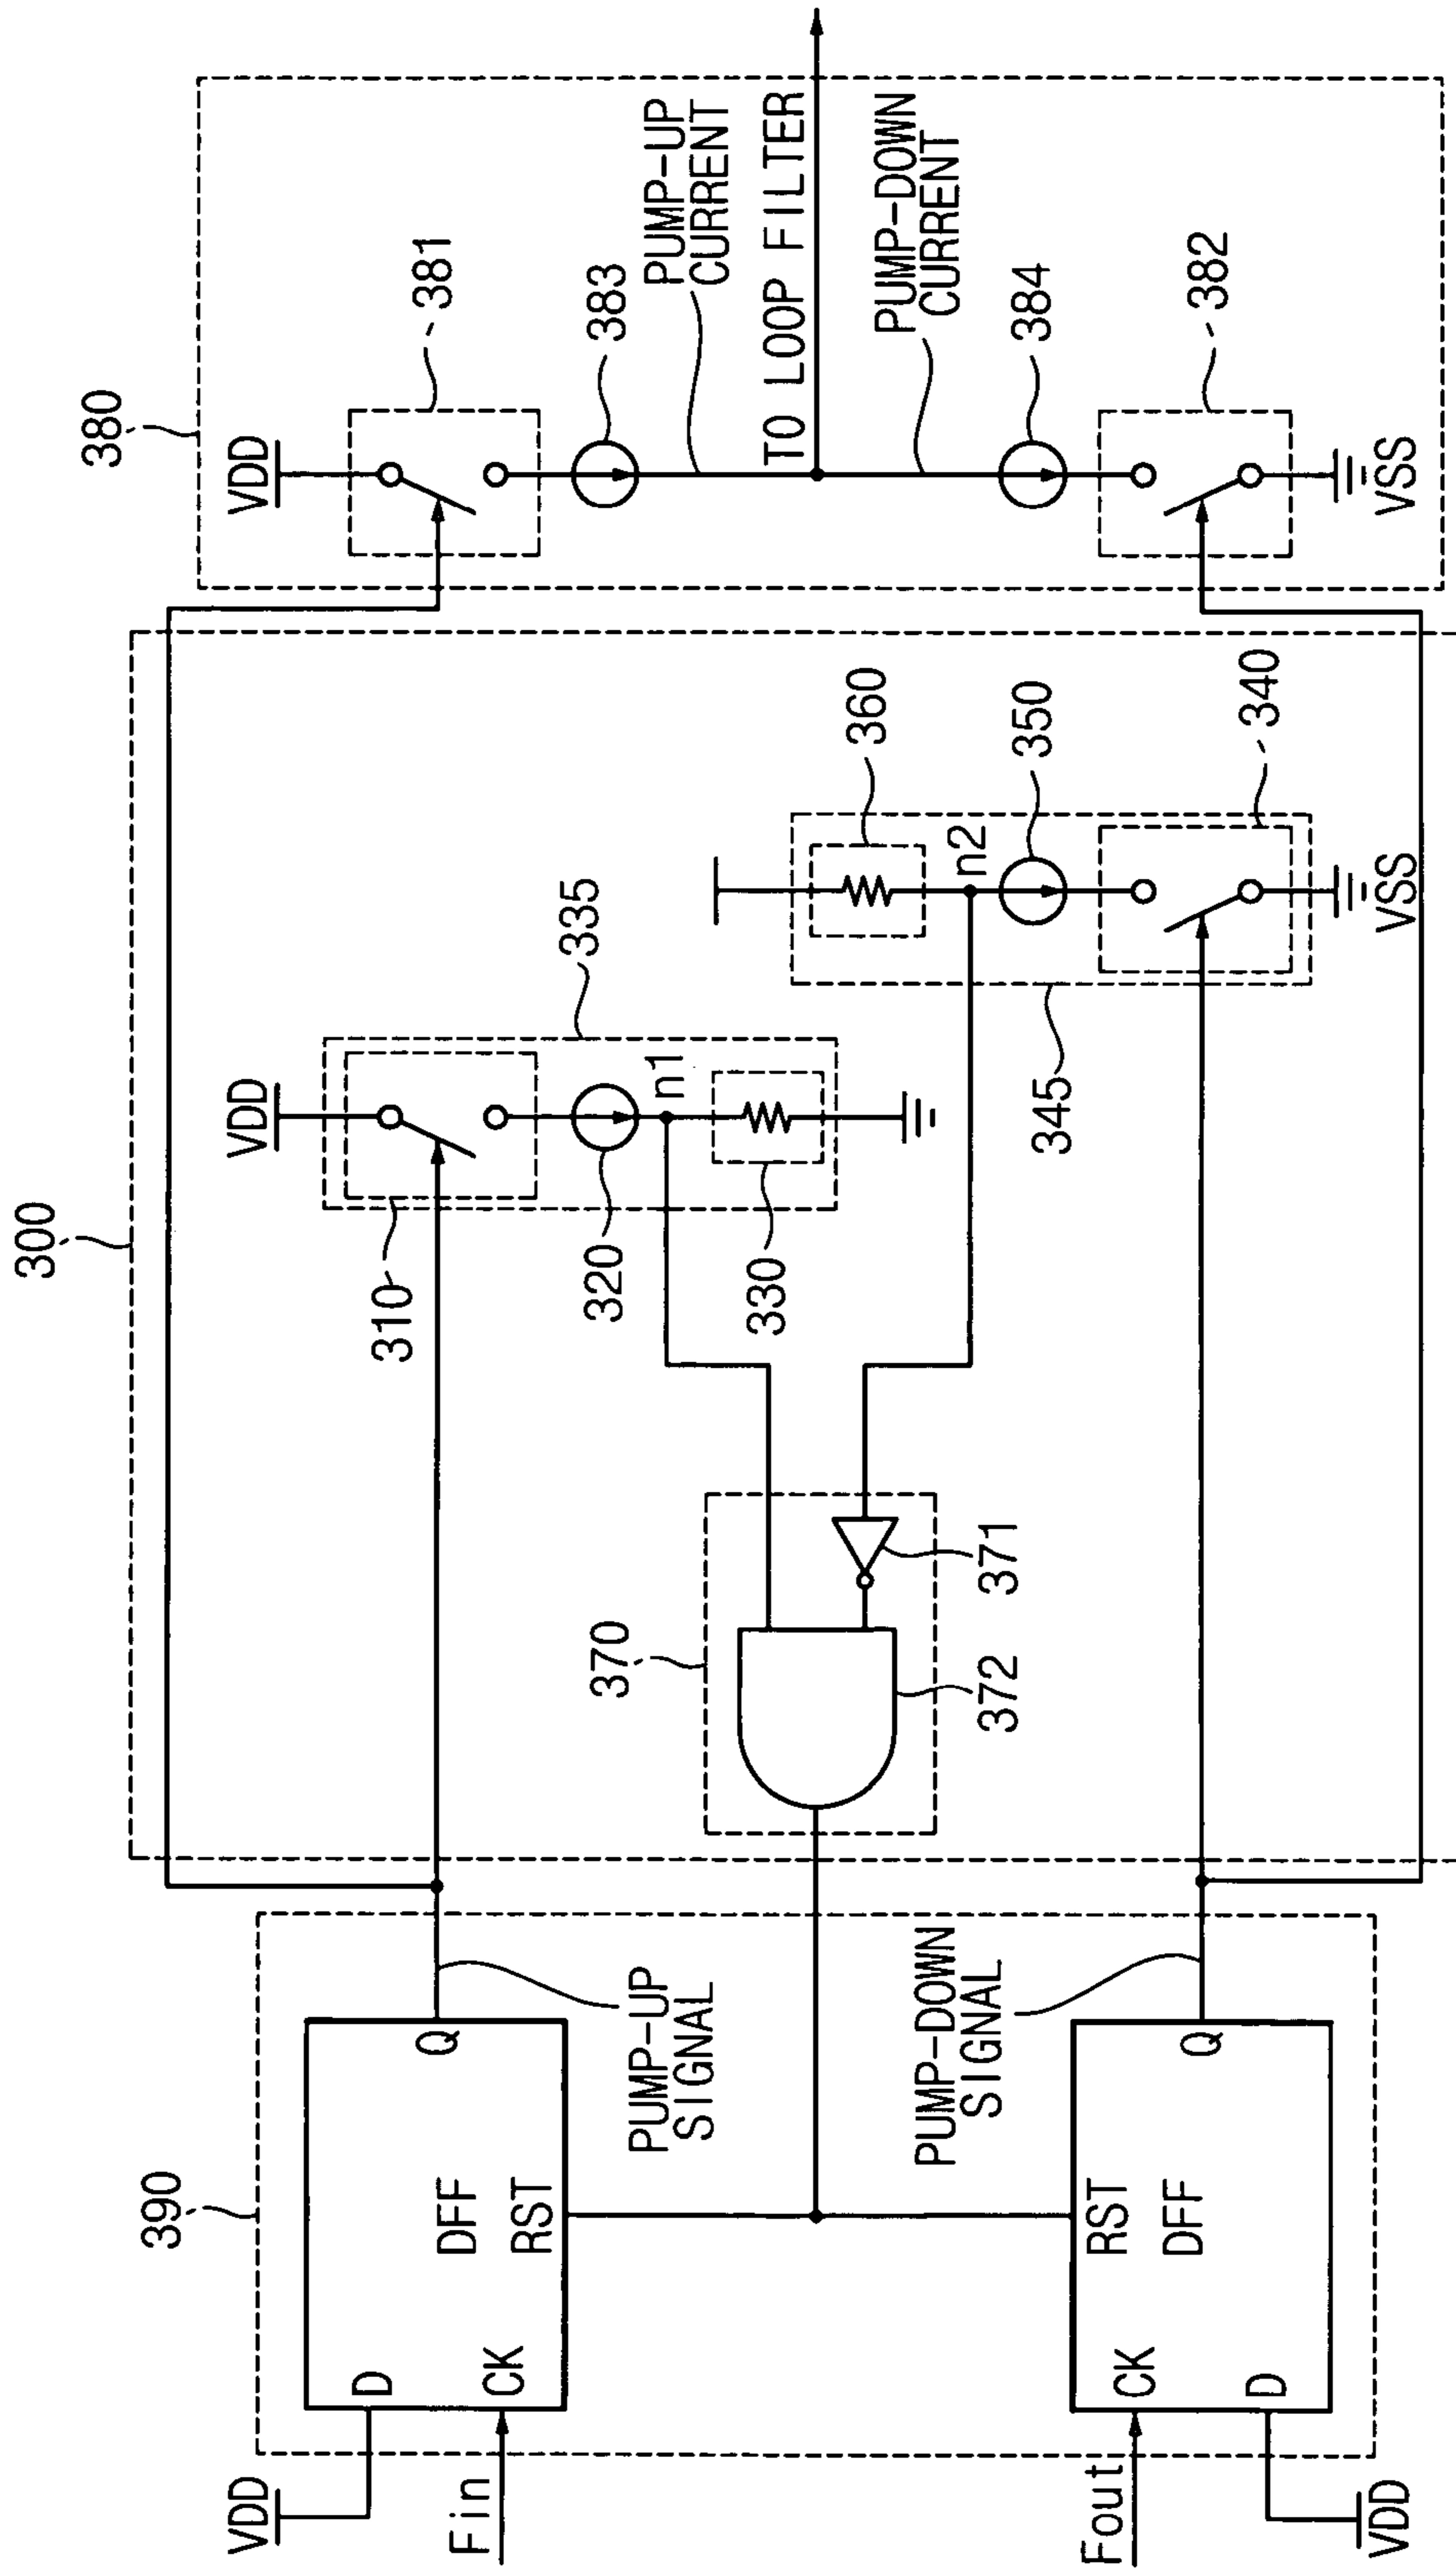 300
380
390
VDD
D
Fin
CK
DFF
RST
Q
PUMP-UP
SIGNAL
PUMP-DOWN
SIGNAL
RST
DFF
Q
Fout
CK
D
VDD
370
372
371
310
VDD
320
n1
330
335
345
360
n2
350
340
VSS
VDD
381
383
PUMP-UP
CURRENT
TO LOOP FILTER
PUMP-DOWN
CURRENT
384
382
VSS